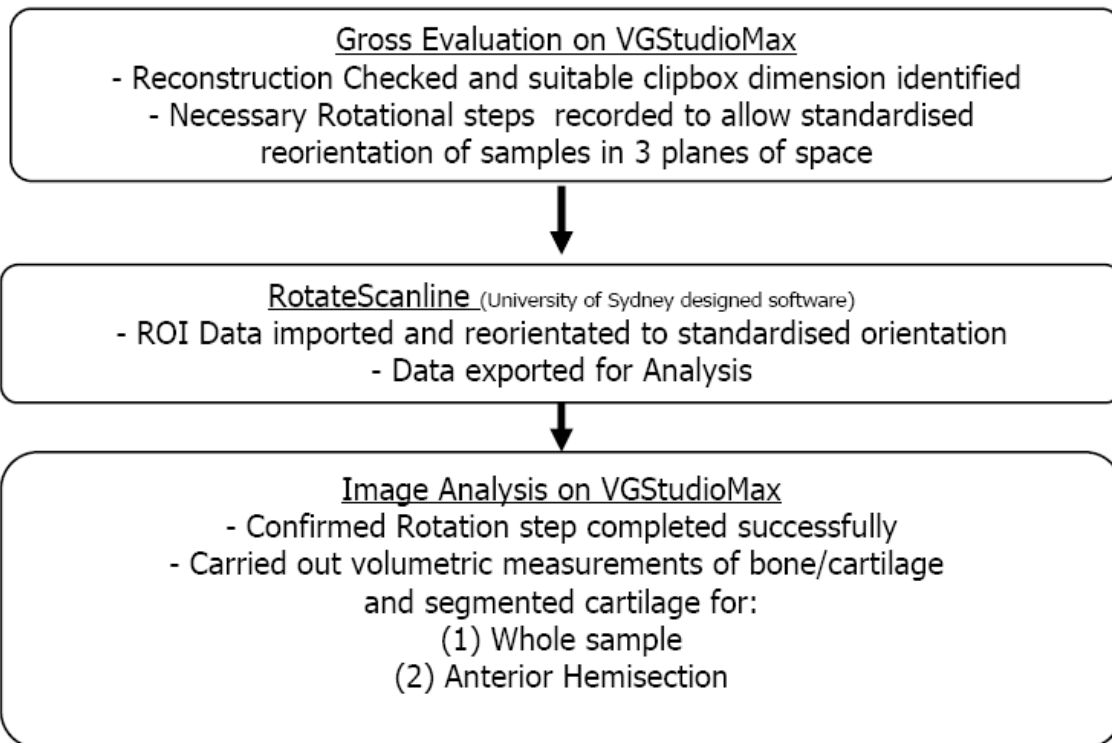 Gross Evaluation on VGStudioMax
- Reconstruction Checked and suitable clipbox dimension identified
- Necessary Rotational steps recorded to allow standardised
reorientation of samples in 3 planes of space
RotateScanline (University of Sydney designed software)
- ROI Data imported and reorientated to standardised orientation
- Data exported for Analysis
Image Analysis on VGStudioMax
- Confirmed Rotation step completed successfully
- Carried out volumetric measurements of bone/cartilage
and segmented cartilage for:
(1) Whole sample
(2) Anterior Hemisection